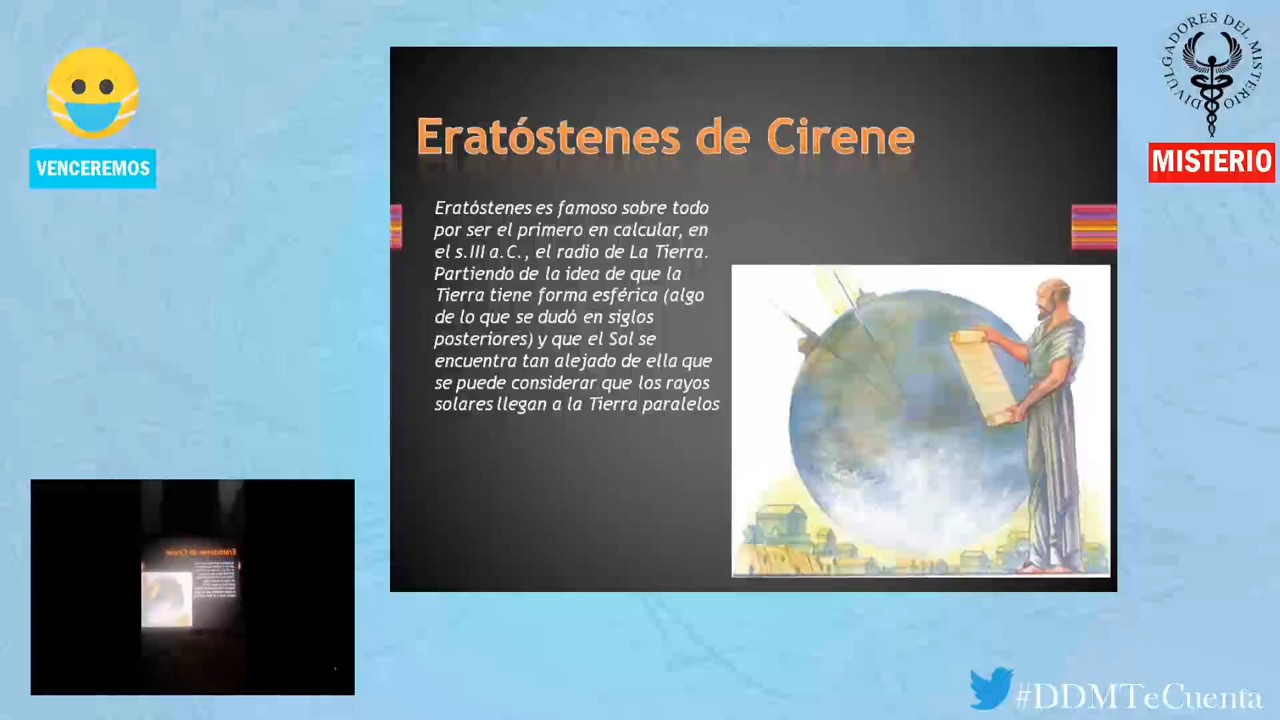 VENCEREMOS
Eratóstenes de Cirene
Eratóstenes es famoso sobre todo
por ser el primero en calcular, en
el s.III a.C., el radio de La Tierra.
Partiendo de la idea de que la
Tierra tiene forma esférica (algo
de lo que se dudó en siglos
posteriores) y que el Sol se
encuentra tan alejado de ella que
se puede considerar que los rayos
solares llegan a la Tierra paralelos
DIVULGADORES DEL MISTERIO
MISTERIO
Eratóstenes de Cirene
#DDMTeCuenta